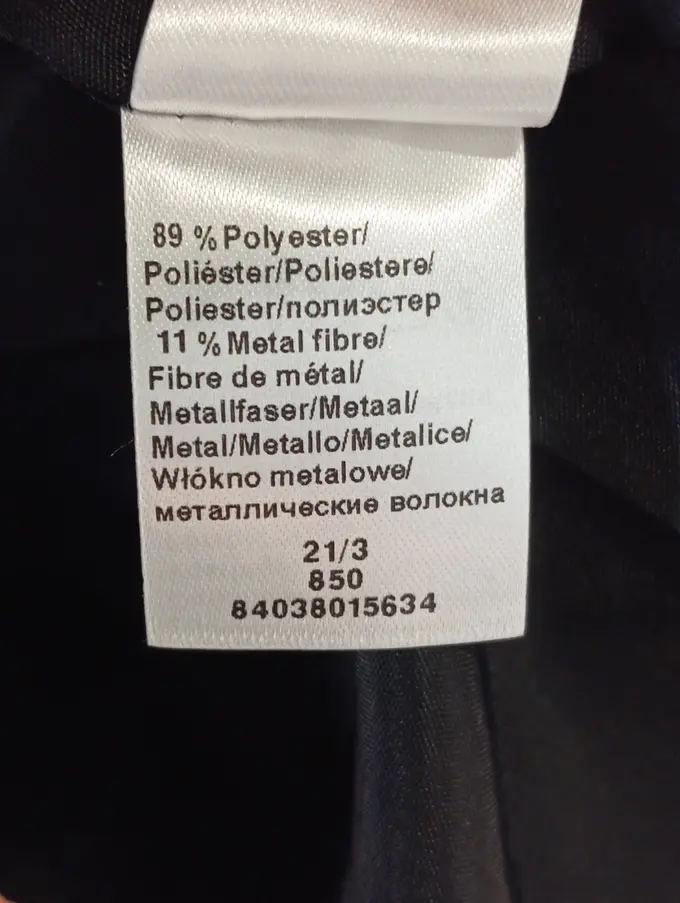 89 % Polyester/
Poliéster/Poliestere/
Poliester/полиэстер
11 % Metal fibre/
Fibre de métal/
Metallfaser/Metaal/
Metal/Metallo/Metalice/
Włókno metalowe/
металлические волокна
21/3
850
84038015634